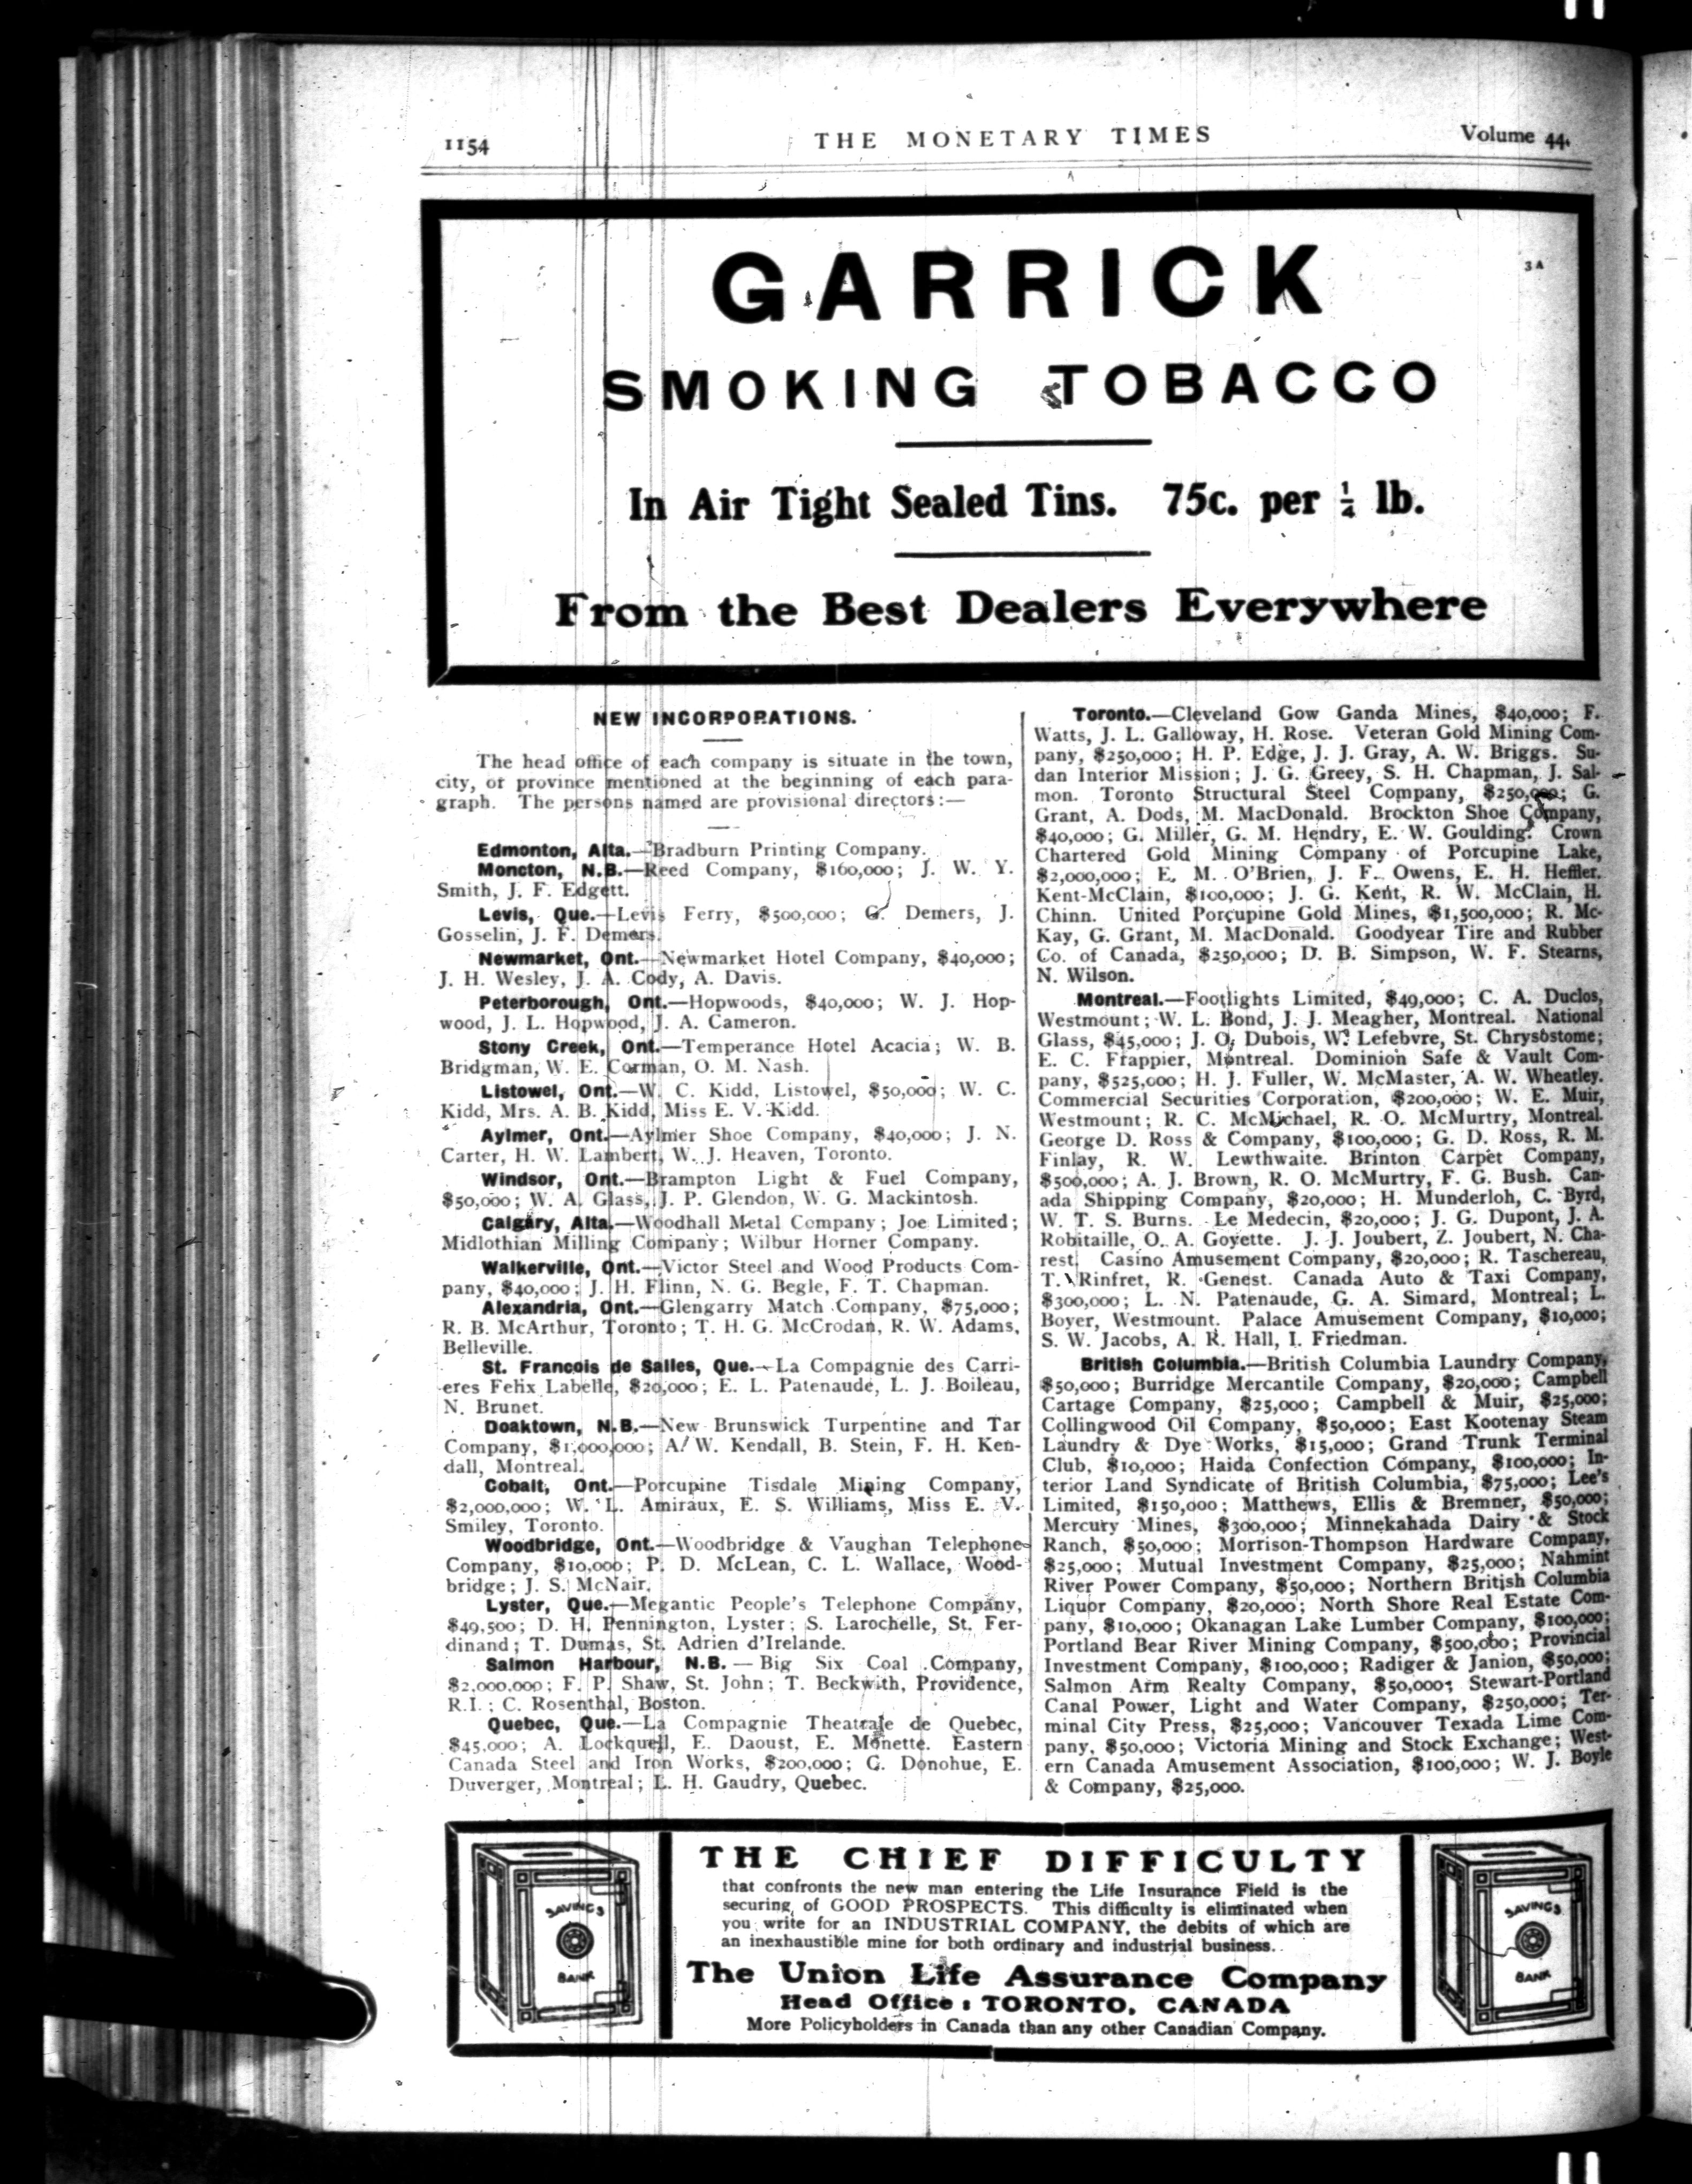 1154
THE MONETARY TIMES
Volume 44.
3A
GARRICK
SMOKING TOBACCO
In Air Tight Sealed Tins. 75c. per ¼ lb.
From the Best Dealers Everywhere
NEW INCORPORATIONS.
The head office of each company is situate in the town,
city, or province mentioned at the beginning of each para-
graph. The persons named are provisional directors:—
Edmonton, Alta.—Bradburn Printing Company.
Moncton, N.B.—Reed Company, $160,000; J. W. Y.
Smith, J. F. Edgett.
Levis, Que.—Levis Ferry, $500,000; G. Demers, J.
Gosselin, J. F. Demers.
Newmarket, Ont.—Newmarket Hotel Company, $40,000;
J. H. Wesley, J. A. Cody, A. Davis.
Peterborough, Ont.—Hopwoods, $40,000; W. J. Hop-
wood, J. L. Hopwood, J. A. Cameron.
Stony Creek, Ont.—Temperance Hotel Acacia; W. B.
Bridgman, W. E. Corman, O. M. Nash.
Listowel, Ont.—W. C. Kidd, Listowel, $50,000; W. C.
Kidd, Mrs. A. B. Kidd, Miss E. V. Kidd.
Aylmer, Ont.—Aylmer Shoe Company, $40,000; J. N.
Carter, H. W. Lambert, W. J. Heaven, Toronto.
Windsor, Ont.—Brampton Light & Fuel Company,
$50,000; W. A. Glass, J. P. Glendon, W. G. Mackintosh.
Calgary, Alta.—Woodhall Metal Company; Joe Limited;
Midlothian Milling Company; Wilbur Horner Company.
Walkerville, Ont.—Victor Steel and Wood Products Com-
pany, $40,000; J. H. Flinn, N. G. Begle, F. T. Chapman.
Alexandria, Ont.—Glengarry Match Company, $75,000;
R. B. McArthur, Toronto; T. H. G. McCrodan, R. W. Adams,
Belleville.
St. Francois de Salles, Que.—La Compagnie des Carri-
eres Felix Labelle, $20,000; E. L. Patenaude, L. J. Boileau,
N. Brunet.
Doaktown, N.B.—New Brunswick Turpentine and Tar
Company, $1,000,000; A. W. Kendall, B. Stein, F. H. Ken-
dall, Montreal.
Cobalt, Ont.—Porcupine Tisdale Mining Company,
$2,000,000; W. L. Amiraux, E. S. Williams, Miss E. V.
Smiley, Toronto.
Woodbridge, Ont.—Woodbridge & Vaughan Telephone
Company, $10,000; P. D. McLean, C. L. Wallace, Wood-
bridge; J. S. McNair.
Lyster, Que.—Megantic People's Telephone Company,
$49,500; D. H. Pennington, Lyster; S. Larochelle, St. Fer-
dinand; T. Dumas, St. Adrien d'Irelande.
Salmon Harbour, N.B.—Big Six Coal Company,
$2,000,000; F. P. Shaw, St. John; T. Beckwith, Providence,
R.I.; C. Rosenthal, Boston.
Quebec, Que.—La Compagnie Theatrale de Quebec,
$45,000; A. Lockquell, E. Daoust, E. Monette. Eastern
Canada Steel and Iron Works, $200,000; G. Donohue, E.
Duverger, Montreal; L. H. Gaudry, Quebec.
Toronto.—Cleveland Gow Ganda Mines, $40,000; F.
Watts, J. L. Galloway, H. Rose. Veteran Gold Mining Com-
pany, $250,000; H. P. Edge, J. J. Gray, A. W. Briggs. Su-
dan Interior Mission; J. G. Greey, S. H. Chapman, J. Sal-
mon. Toronto Structural Steel Company, $250,000; G.
Grant, A. Dods, M. MacDonald. Brockton Shoe Company,
$40,000; G. Miller, G. M. Hendry, E. W. Goulding. Crown
Chartered Gold Mining Company of Porcupine Lake,
$2,000,000; E. M. O'Brien, J. F. Owens, E. H. Heffler.
Kent-McClain, $100,000; J. G. Kent, R. W. McClain, H.
Chinn. United Porcupine Gold Mines, $1,500,000; R. Mc-
Kay, G. Grant, M. MacDonald. Goodyear Tire and Rubber
Co. of Canada, $250,000; D. B. Simpson, W. F. Stearns,
N. Wilson.
Montreal.—Footlights Limited, $49,000; C. A. Duclos,
Westmount; W. L. Bond, J. J. Meagher, Montreal. National
Glass, $45,000; J. O. Dubois, W. Lefebvre, St. Chrysostome;
E. C. Frappier, Montreal. Dominion Safe & Vault Com-
pany, $525,000; H. J. Fuller, W. McMaster, A. W. Wheatley.
Commercial Securities Corporation, $200,000; W. E. Muir,
Westmount; R. C. McMichael, R. O. McMurtry, Montreal.
George D. Ross & Company, $100,000; G. D. Ross, R. M.
Finlay, R. W. Lewthwaite. Brinton Carpet Company,
$500,000; A. J. Brown, R. O. McMurtry, F. G. Bush. Can-
ada Shipping Company, $20,000; H. Munderloh, C. Byrd,
W. T. S. Burns. Le Medecin, $20,000; J. G. Dupont, J. A.
Robitaille, O. A. Goyette. J. J. Joubert, Z. Joubert, N. Cha-
rest. Casino Amusement Company, $20,000; R. Taschereau,
T. Rinfret, R. Genest. Canada Auto & Taxi Company,
$300,000; L. N. Patenaude, G. A. Simard, Montreal; L.
Boyer, Westmount. Palace Amusement Company, $10,000;
S. W. Jacobs, A. R. Hall, I. Friedman.
British Columbia.—British Columbia Laundry Company,
$50,000; Burridge Mercantile Company, $20,000; Campbell
Cartage Company, $25,000; Campbell & Muir, $25,000;
Collingwood Oil Company, $50,000; East Kootenay Steam
Laundry & Dye Works, $15,000; Grand Trunk Terminal
Club, $10,000; Haida Confection Company, $100,000; In-
terior Land Syndicate of British Columbia, $75,000; Lee's
Limited, $150,000; Matthews, Ellis & Bremner, $50,000;
Mercury Mines, $300,000; Minnekahada Dairy & Stock
Ranch, $50,000; Morrison-Thompson Hardware Company,
$25,000; Mutual Investment Company, $25,000; Nahmint
River Power Company, $50,000; Northern British Columbia
Liquor Company, $20,000; North Shore Real Estate Com-
pany, $10,000; Okanagan Lake Lumber Company, $100,000;
Portland Bear River Mining Company, $500,000; Provincial
Investment Company, $100,000; Radiger & Janion, $50,000;
Salmon Arm Realty Company, $50,000; Stewart-Portland
Canal Power, Light and Water Company, $250,000; Ter-
minal City Press, $25,000; Vancouver Texada Lime Com-
pany, $50,000; Victoria Mining and Stock Exchange; West-
ern Canada Amusement Association, $100,000; W. J. Boyle
& Company, $25,000.
SAVINGS
BANK
THE CHIEF DIFFICULTY
that confronts the new man entering the Life Insurance Field is the
securing of GOOD PROSPECTS. This difficulty is eliminated when
you write for an INDUSTRIAL COMPANY, the debits of which are
an inexhaustible mine for both ordinary and industrial business.
The Union Life Assurance Company
Head Office: TORONTO, CANADA
More Policyholders in Canada than any other Canadian Company.
SAVINGS
BANK